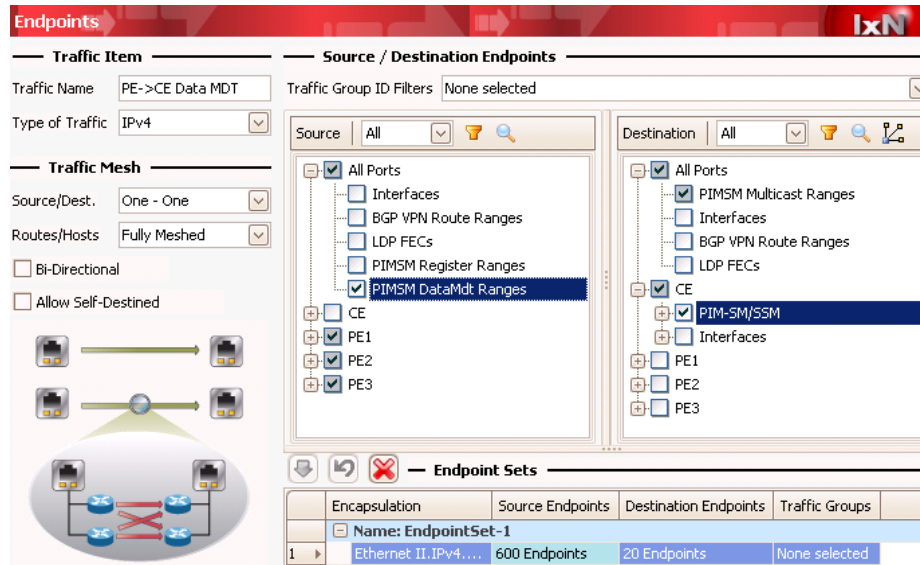 Endpoints
IxN
Traffic Item
Traffic Name PE->CE Data MDT
Type of Traffic IPv4
Traffic Mesh
Source/Dest. One - One
Routes/Hosts Fully Meshed
Bi-Directional
Allow Self-Destined
Source / Destination Endpoints
Traffic Group ID Filters None selected
Source All
All Ports
Interfaces
BGP VPN Route Ranges
LDP FECs
PIMSM Register Ranges
PIMSM DataMdt Ranges
CE
PE1
PE2
PE3
Destination All
All Ports
PIMSM Multicast Ranges
Interfaces
BGP VPN Route Ranges
LDP FECs
CE
PIM-SM/SSM
Interfaces
PE1
PE2
PE3
Endpoint Sets
Encapsulation Source Endpoints Destination Endpoints Traffic Groups
Name: EndpointSet-1
1 Ethernet II.IPv4.... 600 Endpoints 20 Endpoints None selected